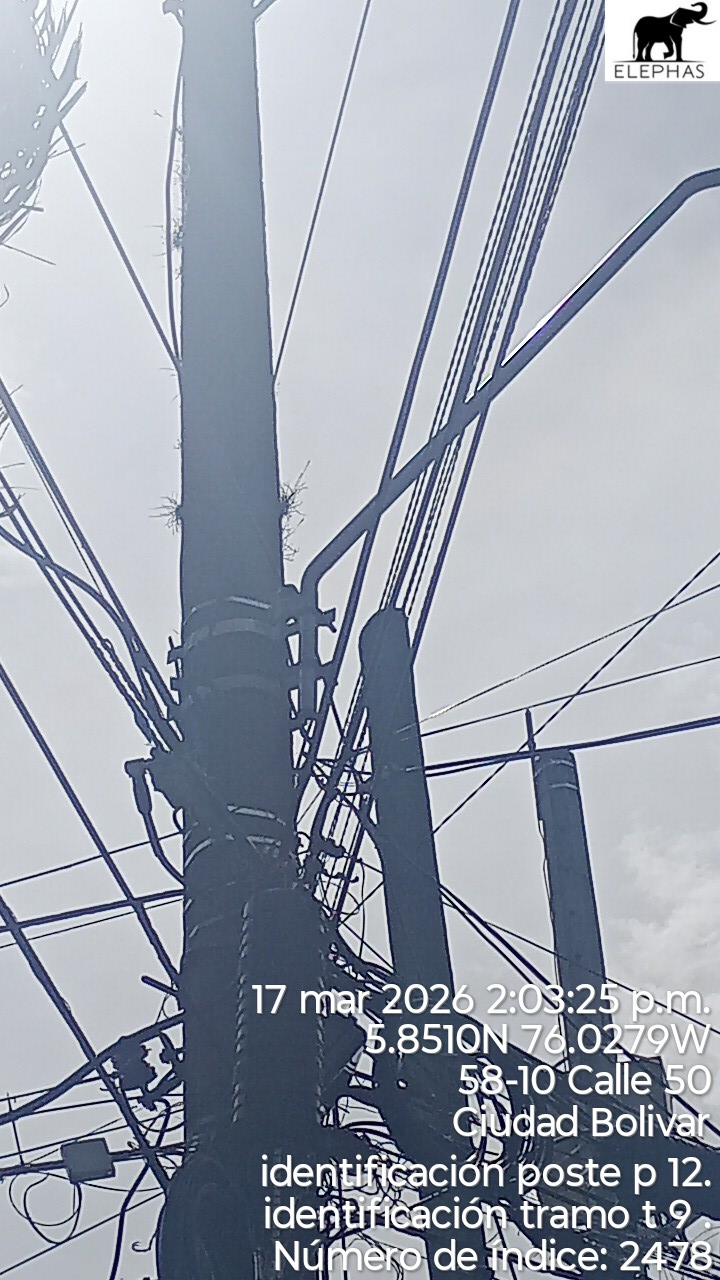 ELEPHAS
17 mar 2026 2:03:25 p.m.
5.8510N 76.0279W
58-10 Calle 50
Ciudad Bolivar
identificación poste p 12.
identificación tramo t 9 .
Número de índice: 2478